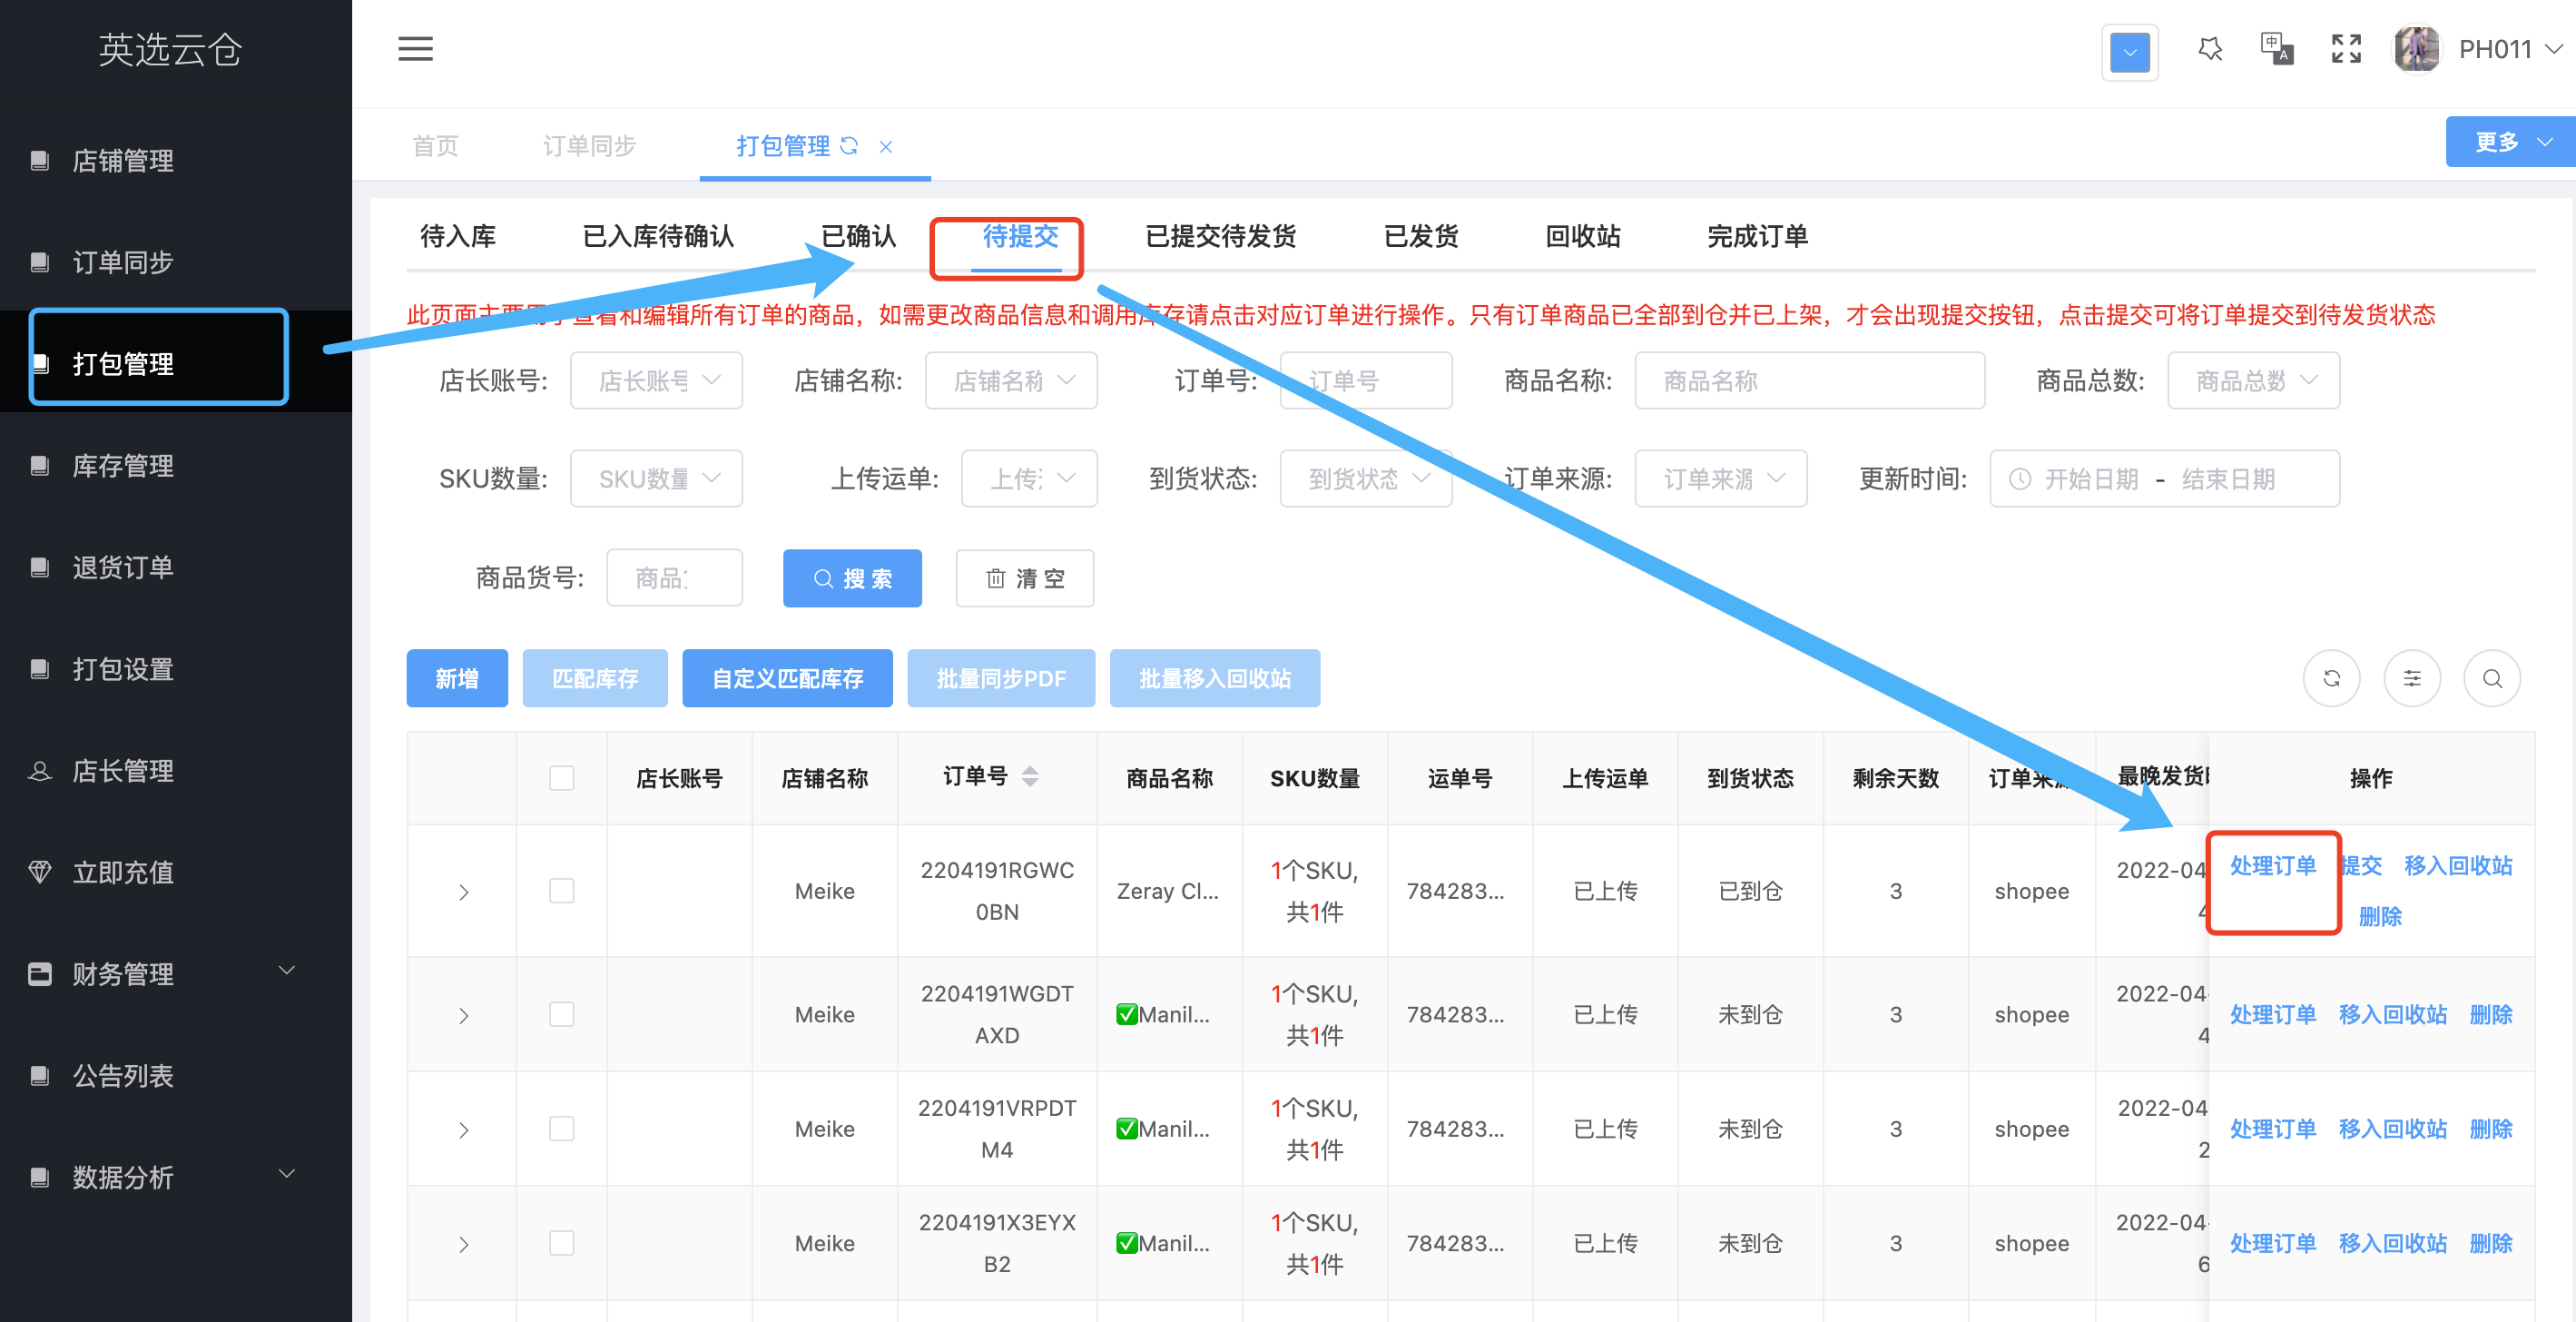 英选云仓
店铺管理
订单同步
打包管理
库存管理
退货订单
打包设置
店长管理
立即充值
财务管理
公告列表
数据分析
中 A
PH011
首页 订单同步 打包管理
更多
待入库 已入库待确认 已确认 待提交 已提交待发货 已发货 回收站 完成订单
此页面主要用于查看和编辑所有订单的商品，如需更改商品信息和调用库存请点击对应订单进行操作。只有订单商品已全部到仓并已上架，才会出现提交按钮，点击提交可将订单提交到待发货状态
店长账号: 店长账号 店铺名称: 店铺名称 订单号: 订单号 商品名称: 商品名称 商品总数: 商品总数
SKU数量: SKU数量 上传运单: 上传 到货状态: 到货状态 订单来源: 订单来源 更新时间: 开始日期 - 结束日期
商品货号: 商品 搜索 清空
新增 匹配库存 自定义匹配库存 批量同步PDF 批量移入回收站
店长账号 店铺名称 订单号 商品名称 SKU数量 运单号 上传运单 到货状态 剩余天数 订单来 最晚发货 操作
Meike 2204191RGWC0BN Zeray Cl... 1个SKU, 共1件 784283... 已上传 已到仓 3 shopee 2022-04 4 处理订单 提交 移入回收站 删除
Meike 2204191WGDTAXD ✅Manil... 1个SKU, 共1件 784283... 已上传 未到仓 3 shopee 2022-04- 4 处理订单 移入回收站 删除
Meike 2204191VRPDTM4 ✅Manil... 1个SKU, 共1件 784283... 已上传 未到仓 3 shopee 2022-04 2 处理订单 移入回收站 删除
Meike 2204191X3EYXB2 ✅Manil... 1个SKU, 共1件 784283... 已上传 未到仓 3 shopee 2022-04- 6 处理订单 移入回收站 删除